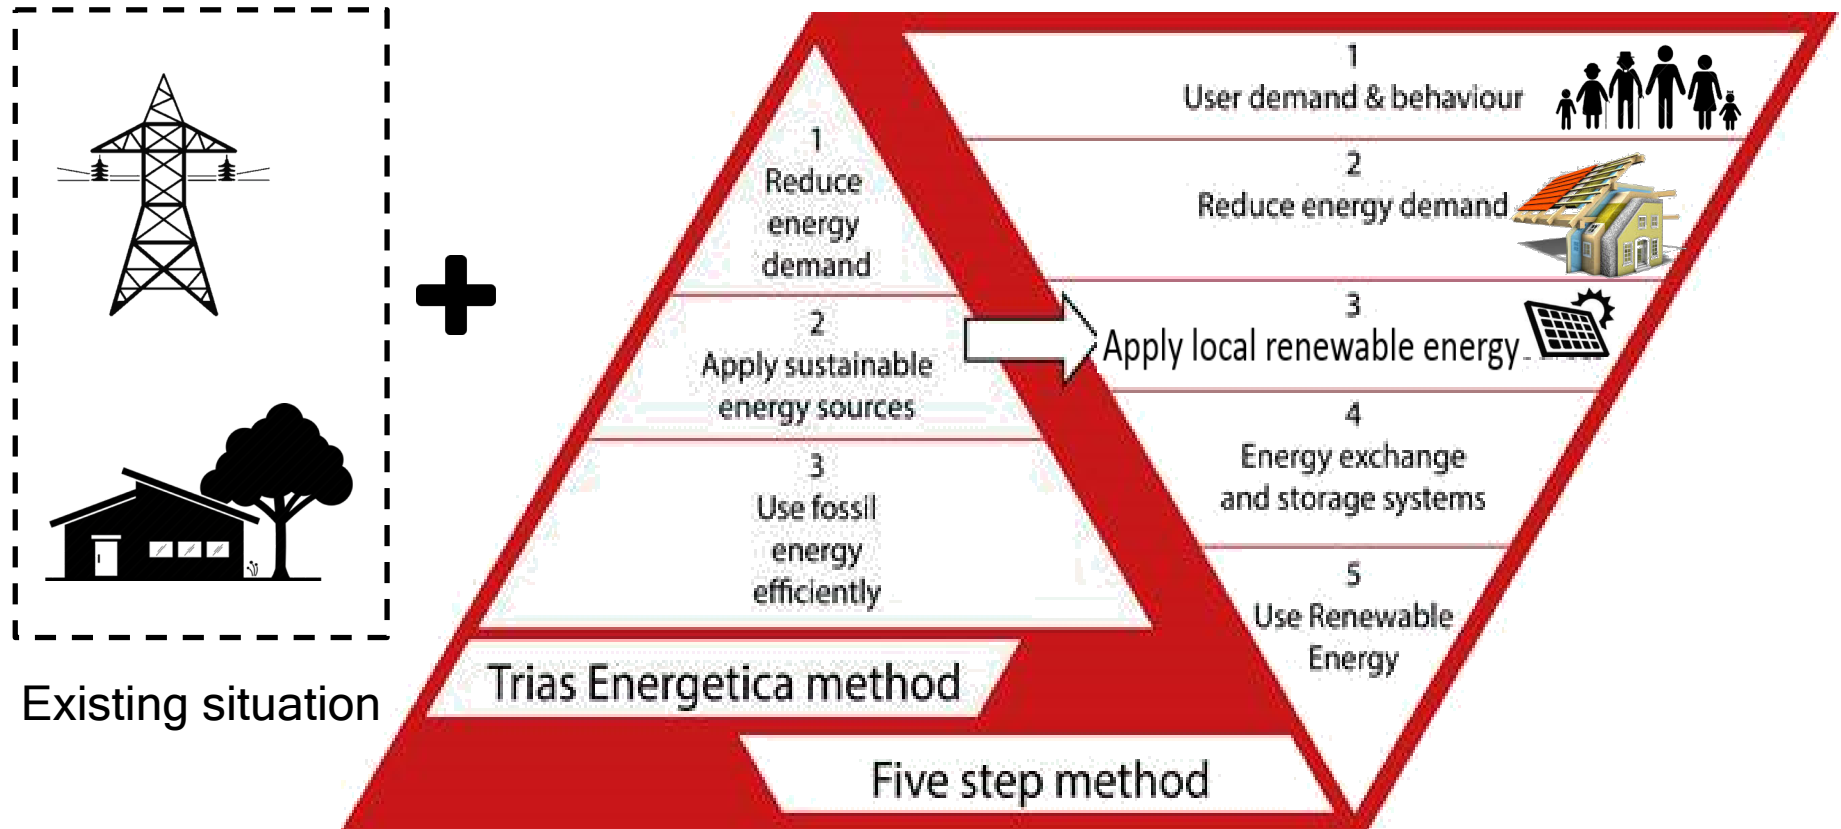 Existing situation
1
Reduce
energy
demand
2
Apply sustainable
energy sources
3
Use fossil
energy
efficiently
Trias Energetica method
1
User demand & behaviour
2
Reduce energy demand
3
Apply local renewable energy
4
Energy exchange
and storage systems
5
Use Renewable
Energy
Five step method